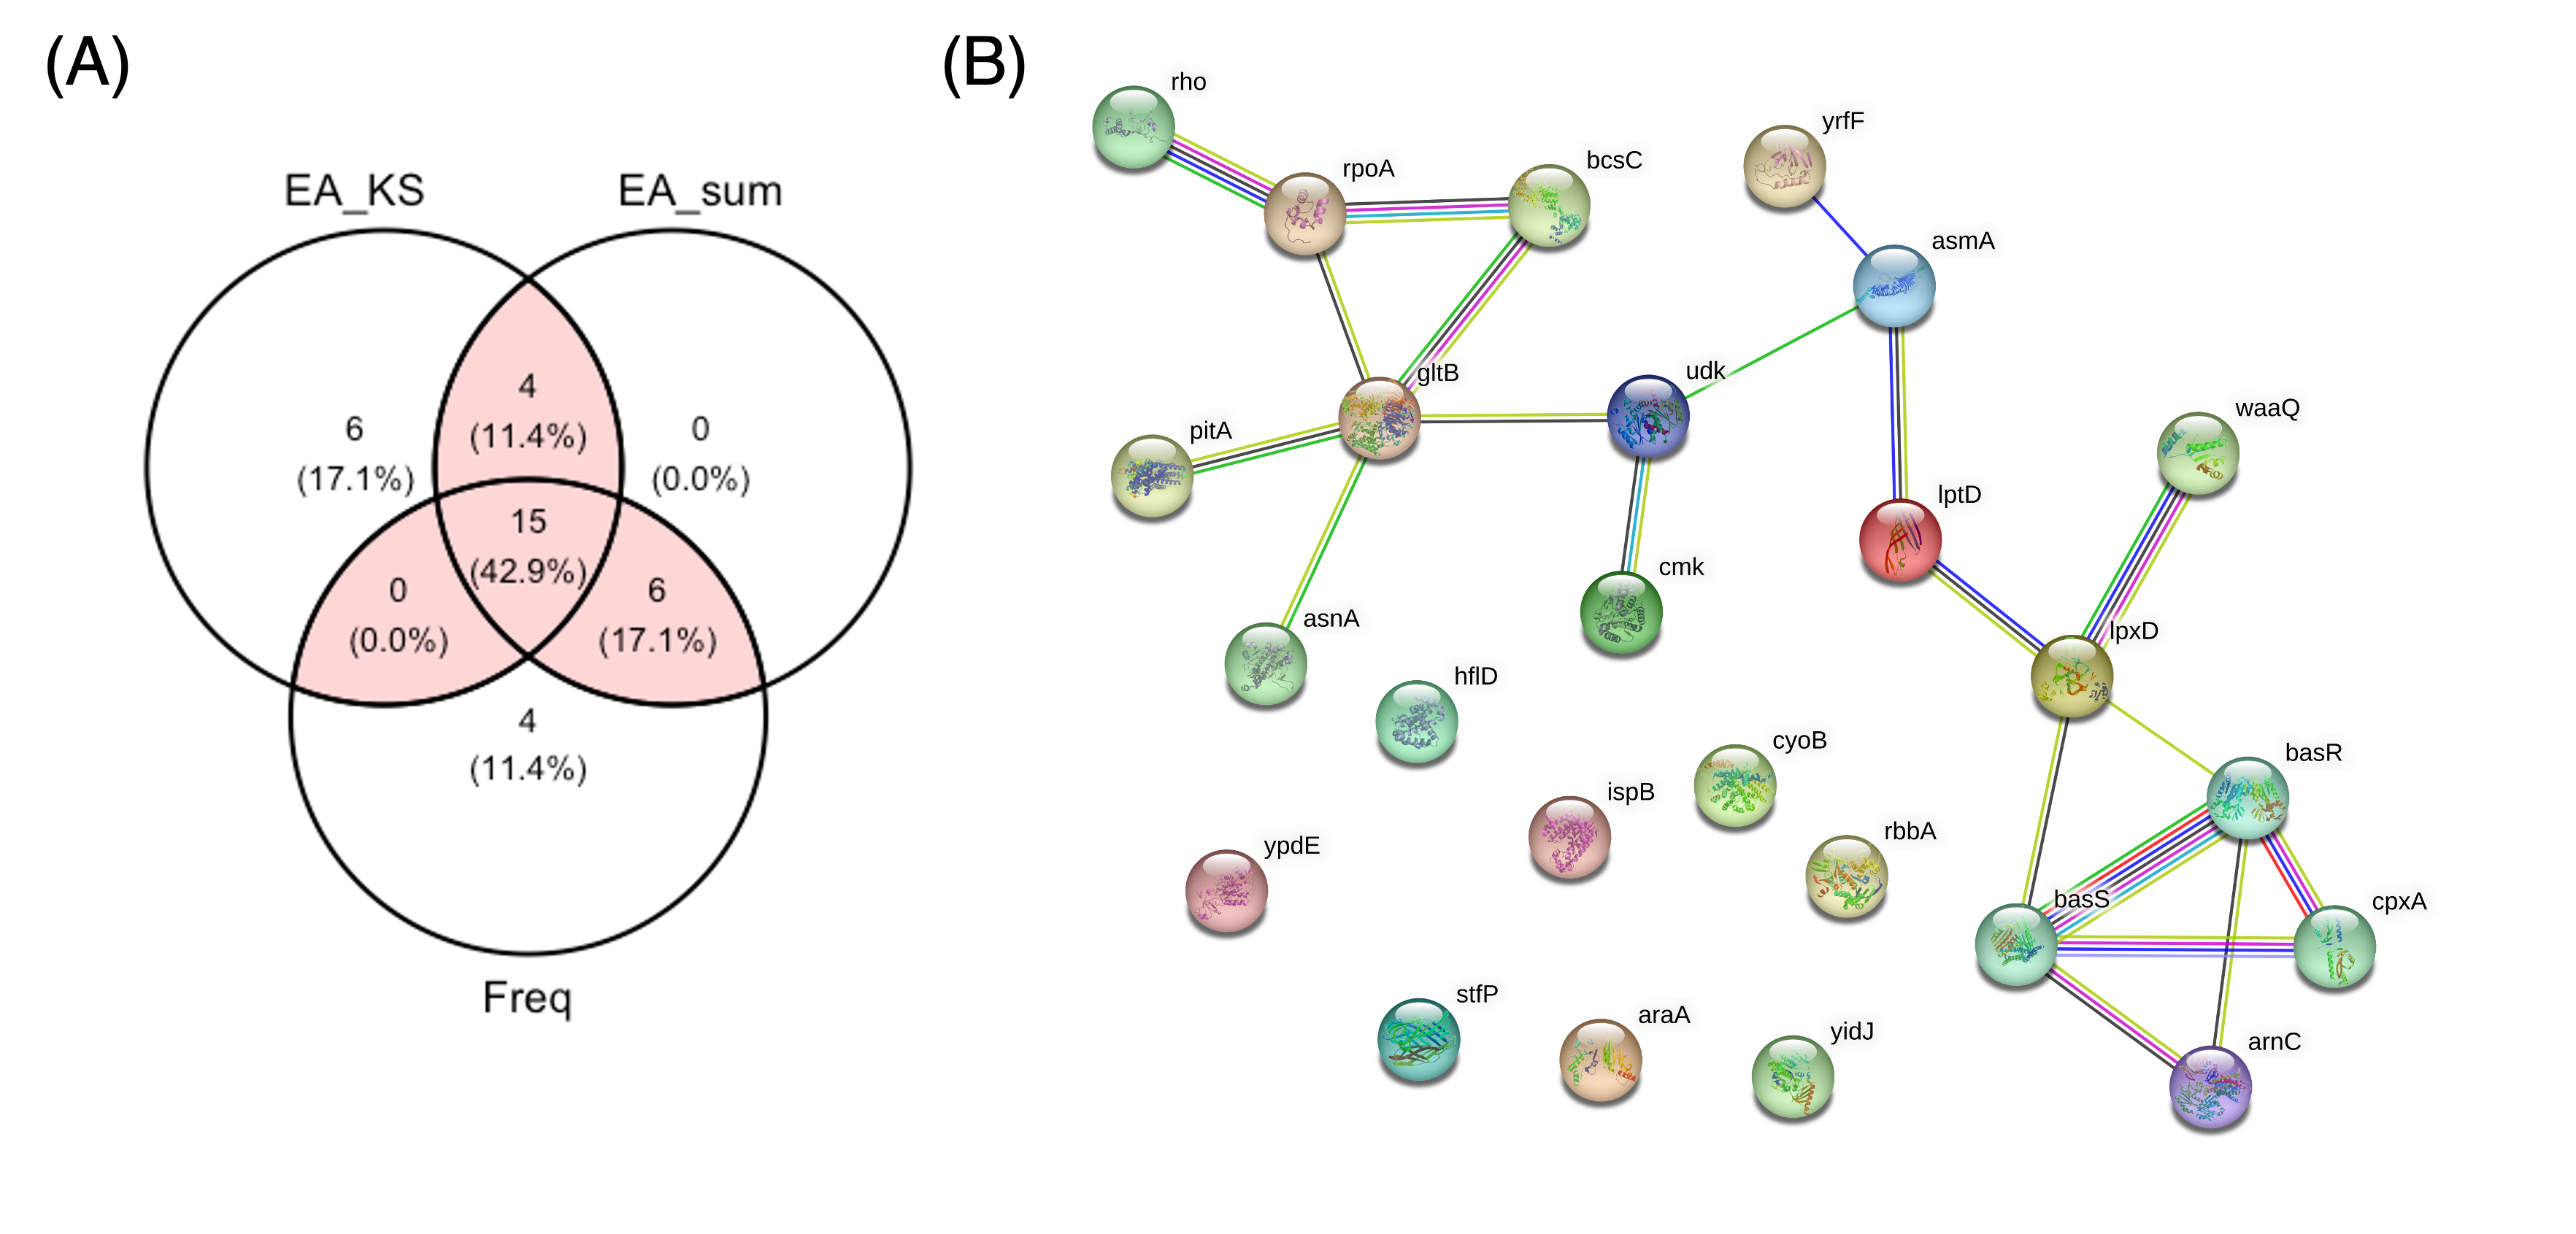 (A)
(B)
EA_KS
EA_sum
4
(11.4%)
6
(17.1%)
0
(0.0%)
15
(42.9%)
0
(0.0%)
6
(17.1%)
4
(11.4%)
Freq
rho
rpoA
bcsC
yrfF
asmA
gltB
udk
pitA
waaQ
lptD
cmk
asnA
lpxD
hflD
cyoB
basR
ispB
rbbA
ypdE
basS
cpxA
stfP
araA
yidJ
arnC